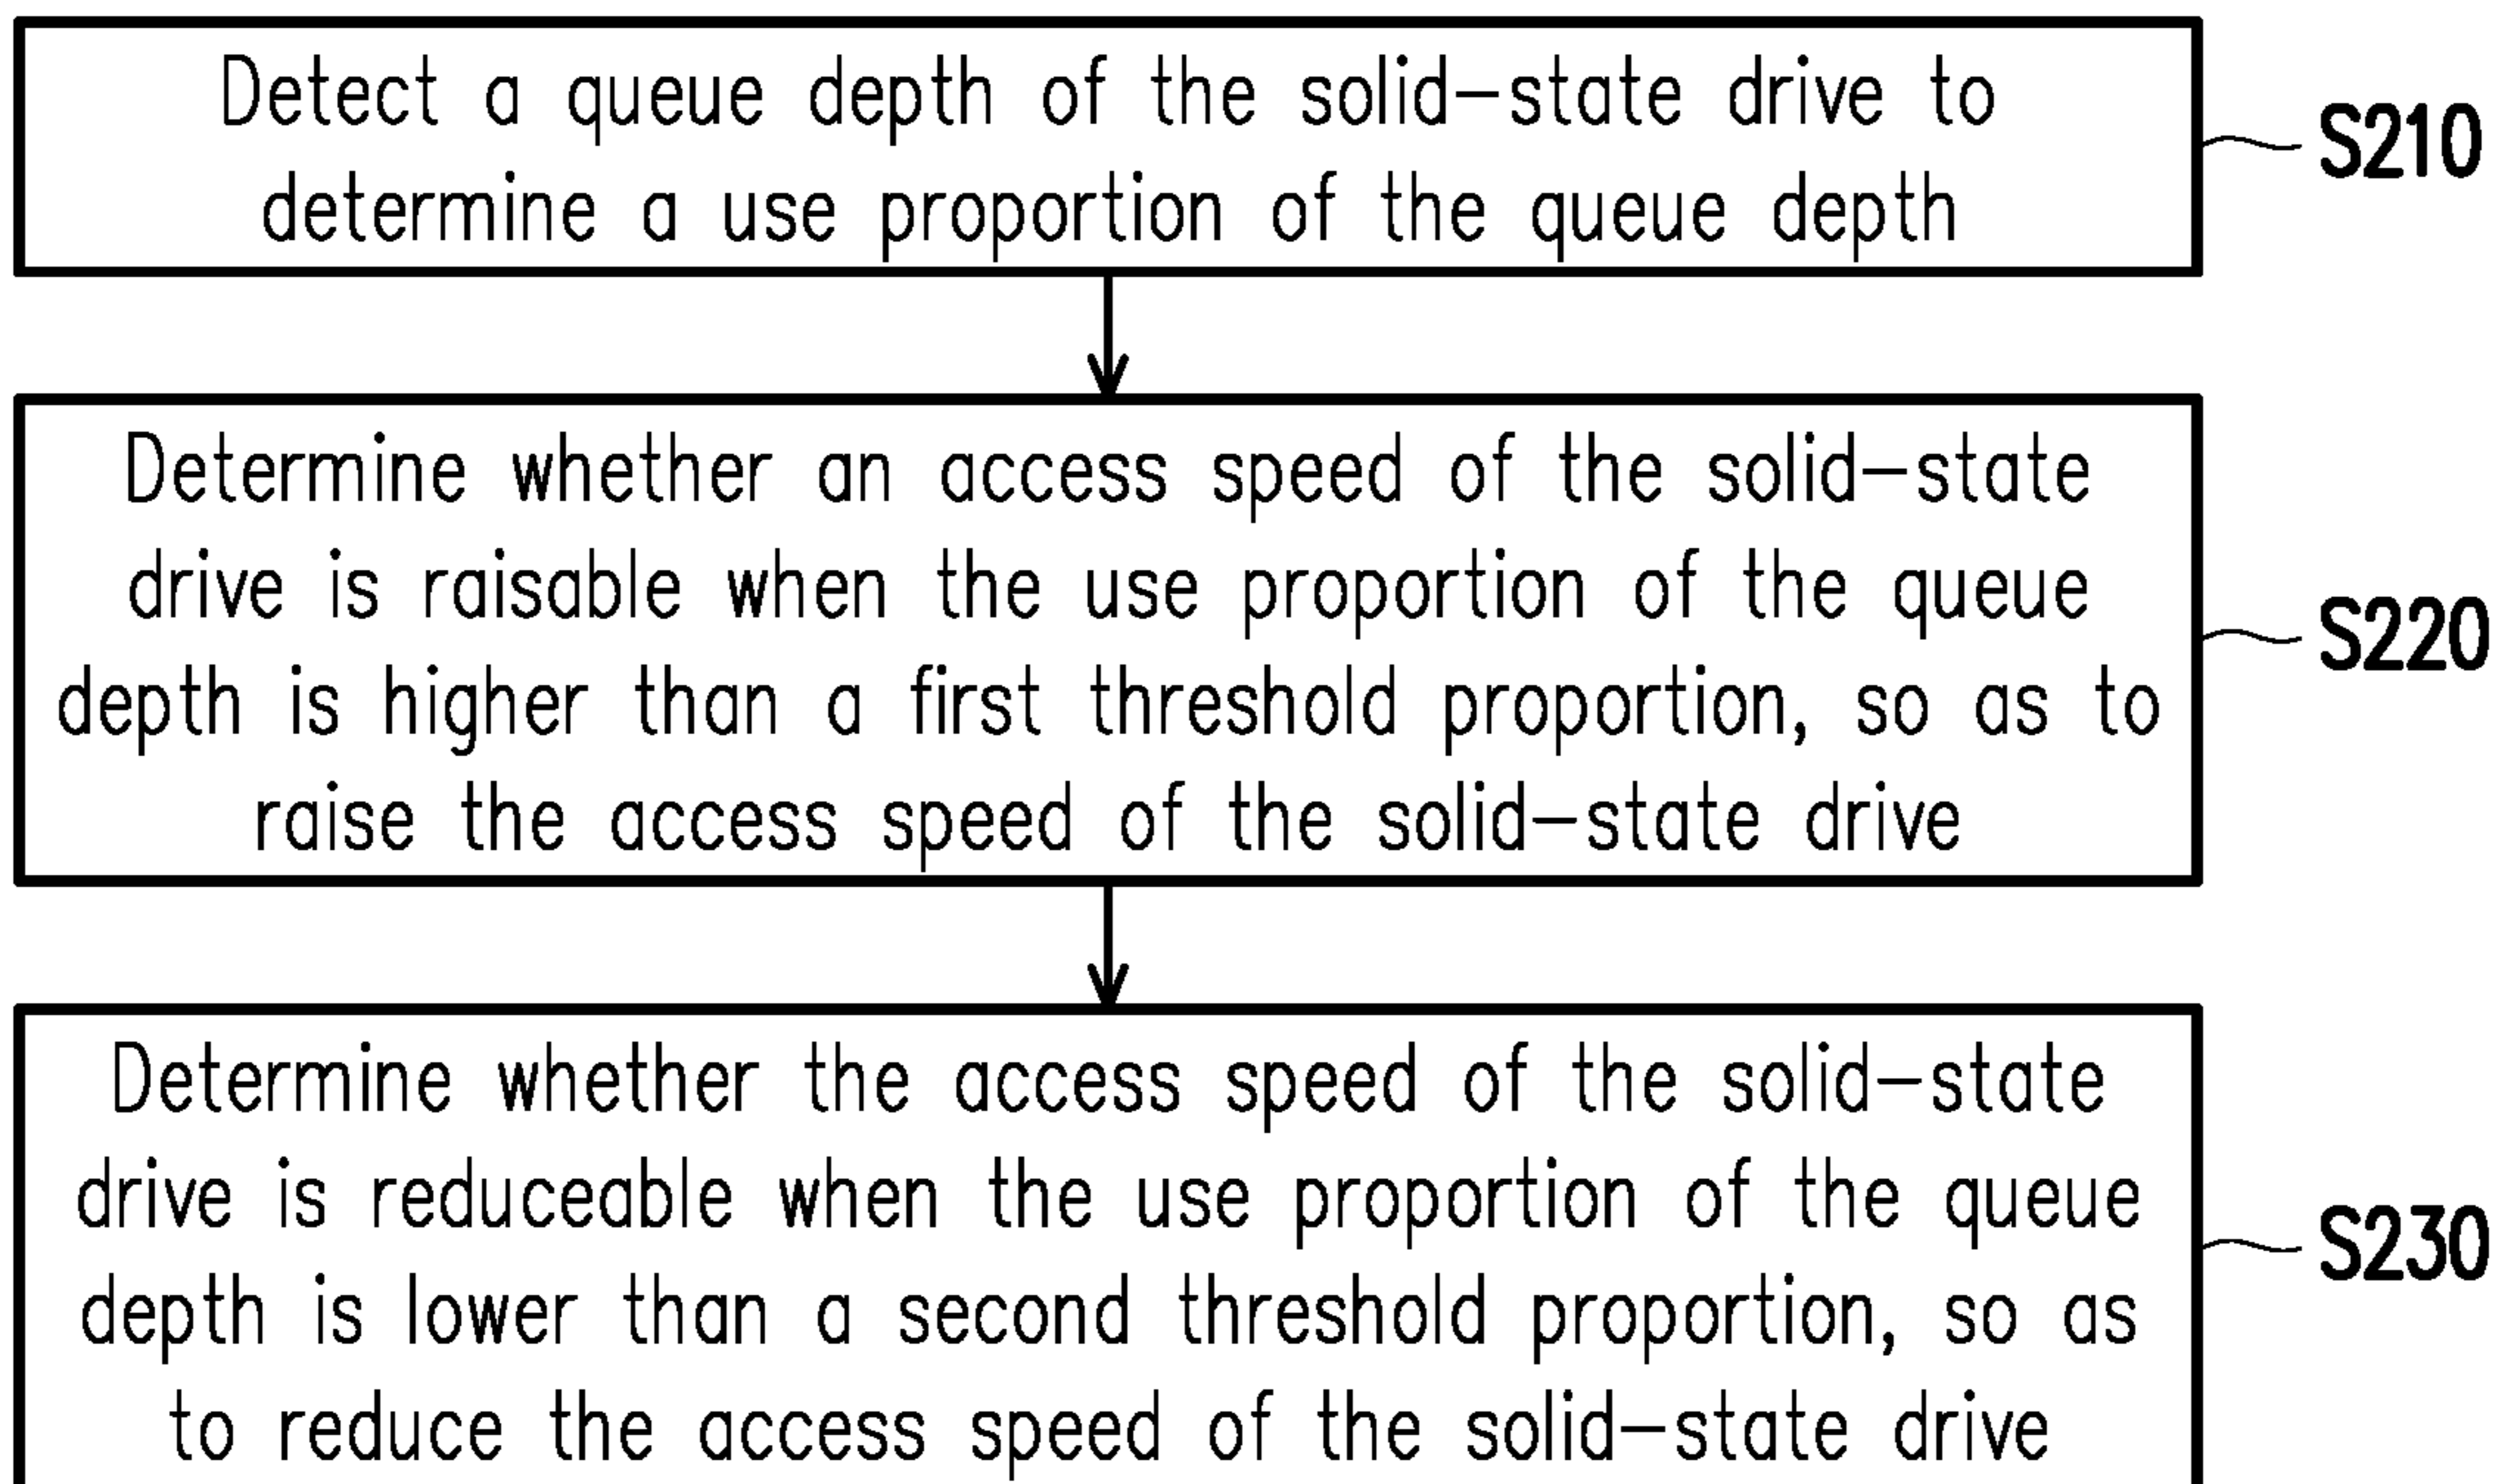 Detect a queue depth of the solid-state drive to
determine a use proportion of the queue depth
S210
Determine whether an access speed of the solid-state
drive is raisable when the use proportion of the queue
depth is higher than a first threshold proportion, so as to
raise the access speed of the solid-state drive
S220
Determine whether the access speed of the solid-state
drive is reduceable when the use proportion of the queue
depth is lower than a second threshold proportion, so as
to reduce the access speed of the solid-state drive
S230